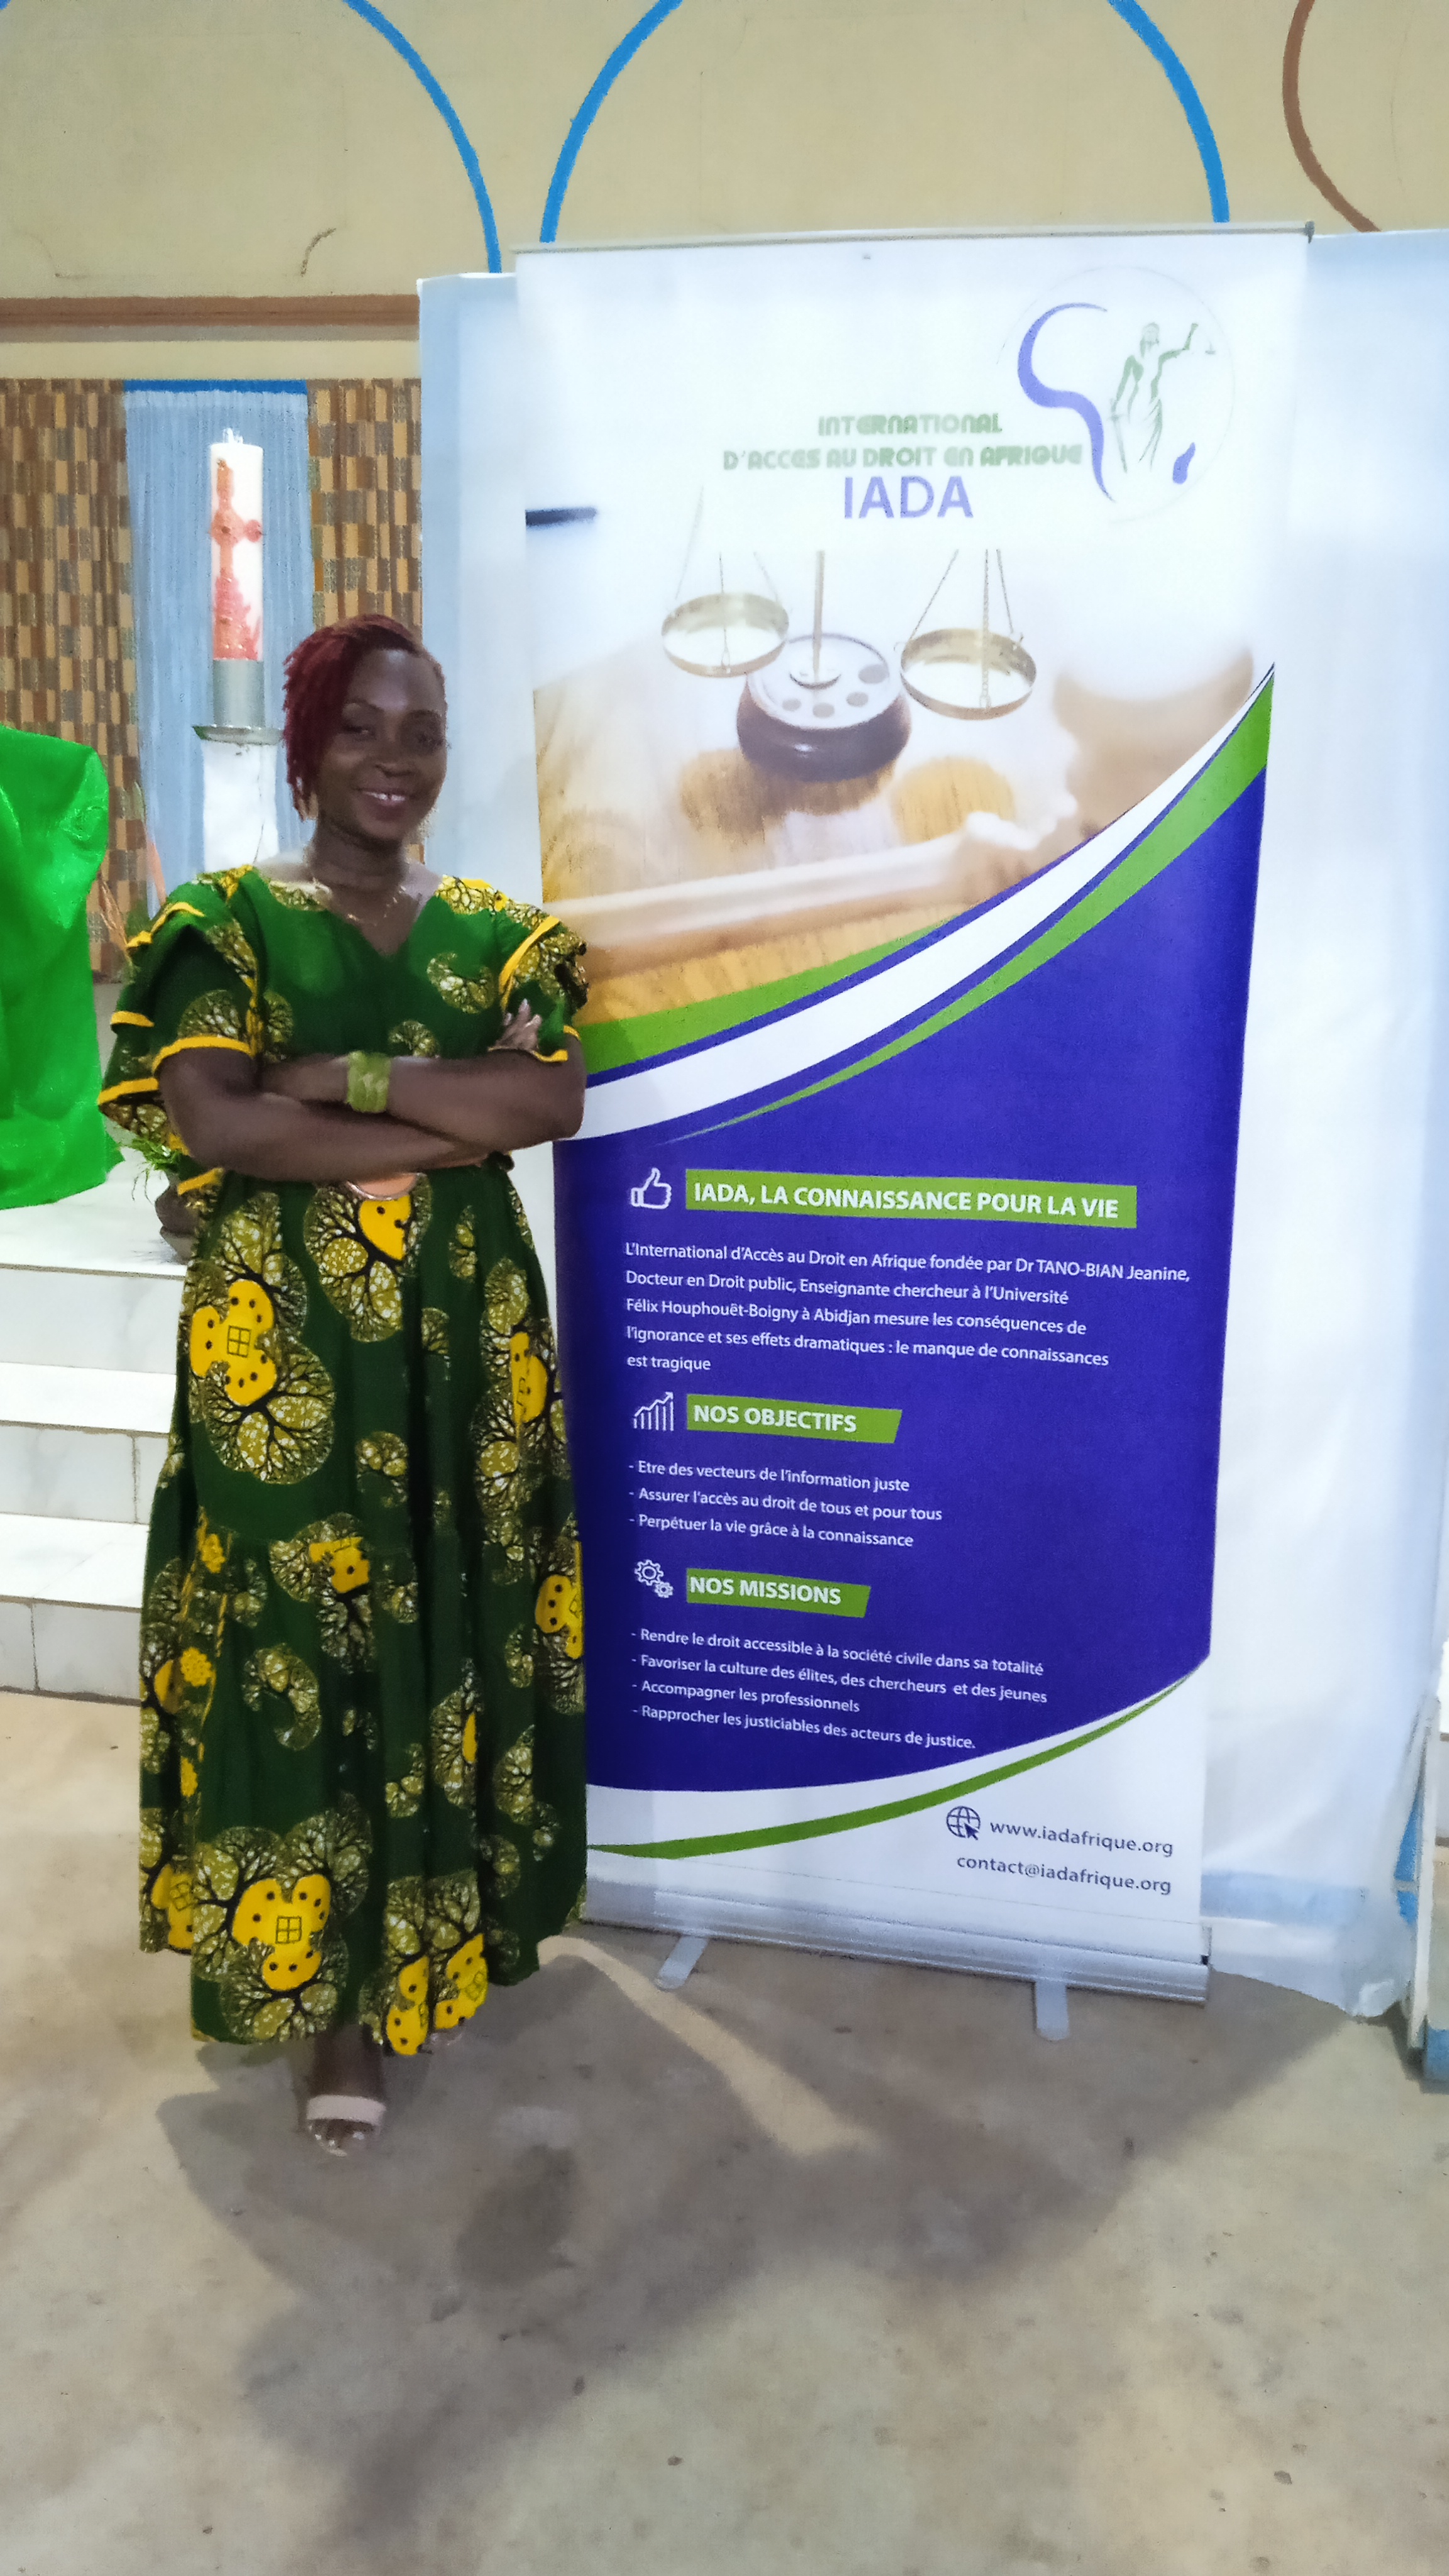 INTERNATIONAL
D'ACCES AU DROIT EN AFRIQUE
IADA
IADA, LA CONNAISSANCE POUR LA VIE
L'International d'Accès au Droit en Afrique fondée par Dr TANO-BIAN Jeanine,
Docteur en Droit public, Enseignante chercheur à l'Université
Félix Houphouêt-Boigny à Abidjan mesure les conséquences de
l'ignorance et ses effets dramatiques : le manque de connaissances
est tragique
NOS OBJECTIFS
- Etre des vecteurs de l'information juste
- Assurer l'accès au droit de tous et pour tous
- Perpétuer la vie grâce à la connaissance
NOS MISSIONS
- Rendre le droit accessible à la société civile dans sa totalité
- Favoriser la culture des élites, des chercheurs et des jeunes
- Accompagner les professionnels
- Rapprocher les justiciables des acteurs de justice.
www.iadafrique.org
contact@iadafrique.org